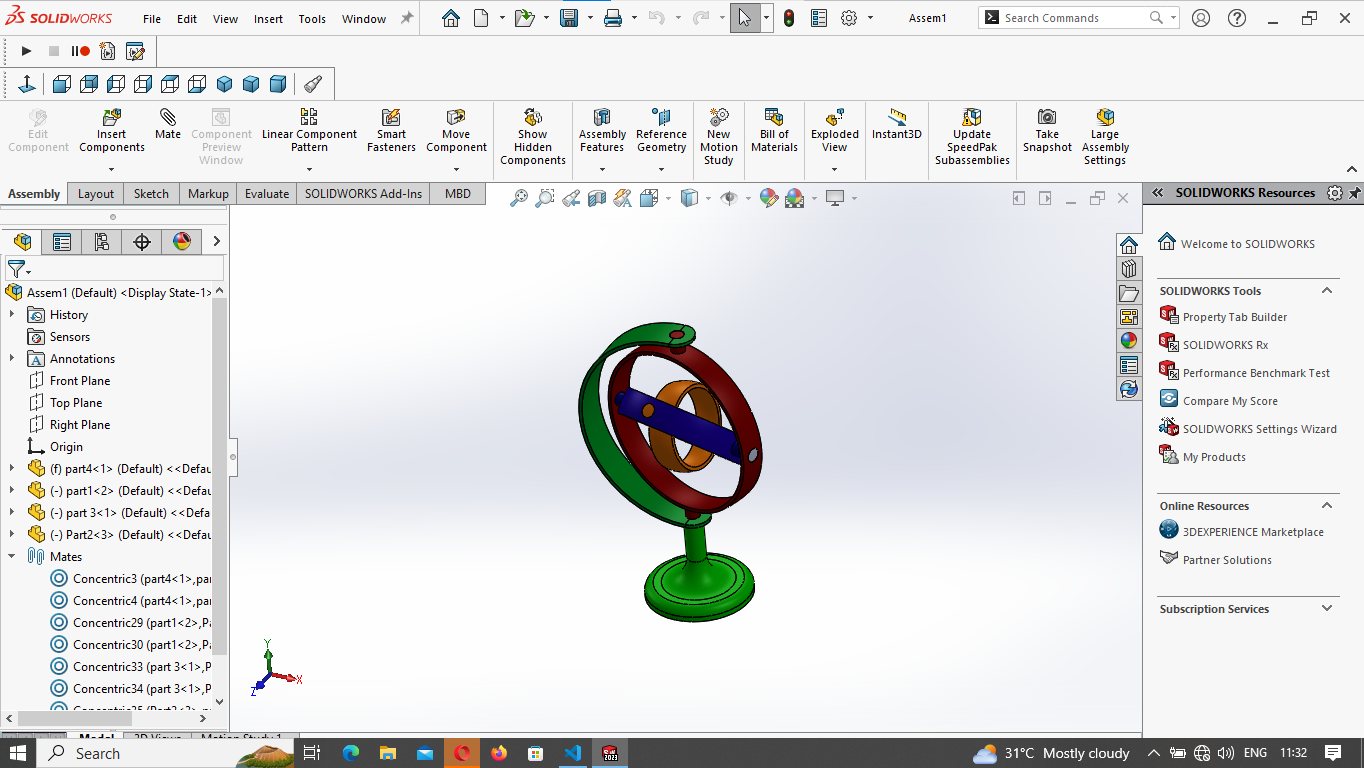 SOLIDWORKS File Edit View Insert Tools Window Assem1 Search Commands
Edit Component
Insert Components
Mate
Component Preview Window
Linear Component Pattern
Smart Fasteners
Move Component
Show Hidden Components
Assembly Features
Reference Geometry
New Motion Study
Bill of Materials
Exploded View
Instant3D
Update SpeedPak Subassemblies
Take Snapshot
Large Assembly Settings
Assembly Layout Sketch Markup Evaluate SOLIDWORKS Add-Ins MBD
Assem1 (Default) <Display State-1>
History
Sensors
Annotations
Front Plane
Top Plane
Right Plane
Origin
(f) part4<1> (Default) <<Defau
(-) part1<2> (Default) <<Defau
(-) part 3<1> (Default) <<Defa
(-) Part2<3> (Default) <<Defau
Mates
Concentric3 (part4<1>,par
Concentric4 (part4<1>,par
Concentric29 (part1<2>,Pa
Concentric30 (part1<2>,Pa
Concentric33 (part 3<1>,P
Concentric34 (part 3<1>,P
Y
X
Z
SOLIDWORKS Resources
Welcome to SOLIDWORKS
SOLIDWORKS Tools
Property Tab Builder
SOLIDWORKS Rx
Performance Benchmark Test
Compare My Score
SOLIDWORKS Settings Wizard
My Products
Online Resources
3DEXPERIENCE Marketplace
Partner Solutions
Subscription Services
Model 3D Views Motion Study 1
Search
31°C Mostly cloudy ENG 11:32